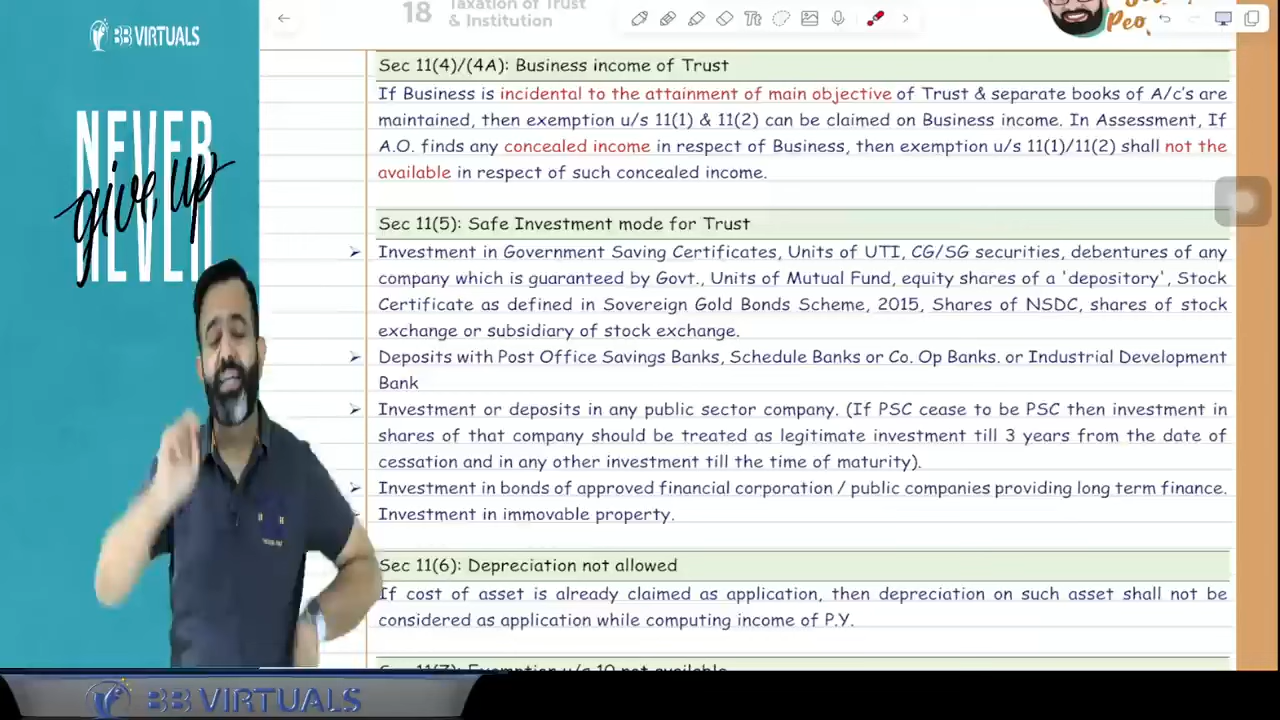 18
Taxation of Trust
& Institution
BB VIRTUALS
NEVER
give up
NEVER
Sec 11(4)/(4A): Business income of Trust
If Business is incidental to the attainment of main objective of Trust & separate books of A/c's are
maintained, then exemption u/s 11(1) & 11(2) can be claimed on Business income. In Assessment, If
A.O. finds any concealed income in respect of Business, then exemption u/s 11(1)/11(2) shall not the
available in respect of such concealed income.
Sec 11(5): Safe Investment mode for Trust
Investment in Government Saving Certificates, Units of UTI, CG/SG securities, debentures of any
company which is guaranteed by Govt., Units of Mutual Fund, equity shares of a 'depository', Stock
Certificate as defined in Sovereign Gold Bonds Scheme, 2015, Shares of NSDC, shares of stock
exchange or subsidiary of stock exchange.
Deposits with Post Office Savings Banks, Schedule Banks or Co. Op Banks. or Industrial Development
Bank
Investment or deposits in any public sector company. (If PSC cease to be PSC then investment in
shares of that company should be treated as legitimate investment till 3 years from the date of
cessation and in any other investment till the time of maturity).
Investment in bonds of approved financial corporation / public companies providing long term finance.
Investment in immovable property.
Sec 11(6): Depreciation not allowed
If cost of asset is already claimed as application, then depreciation on such asset shall not be
considered as application while computing income of P.Y.
Sec 11(7): Exemption u/s 10 not available
BB VIRTUALS